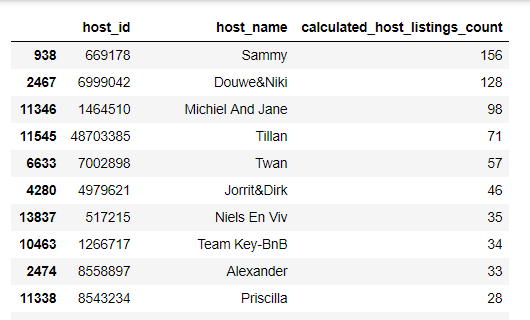 host_id host_name calculated_host_listings_count
938 669178 Sammy 156
2467 6999042 Douwe&Niki 128
11346 1464510 Michiel And Jane 98
11545 48703385 Tillan 71
6633 7002898 Twan 57
4280 4979621 Jorrit&Dirk 46
13837 517215 Niels En Viv 35
10463 1266717 Team Key-BnB 34
2474 8558897 Alexander 33
11338 8543234 Priscilla 28